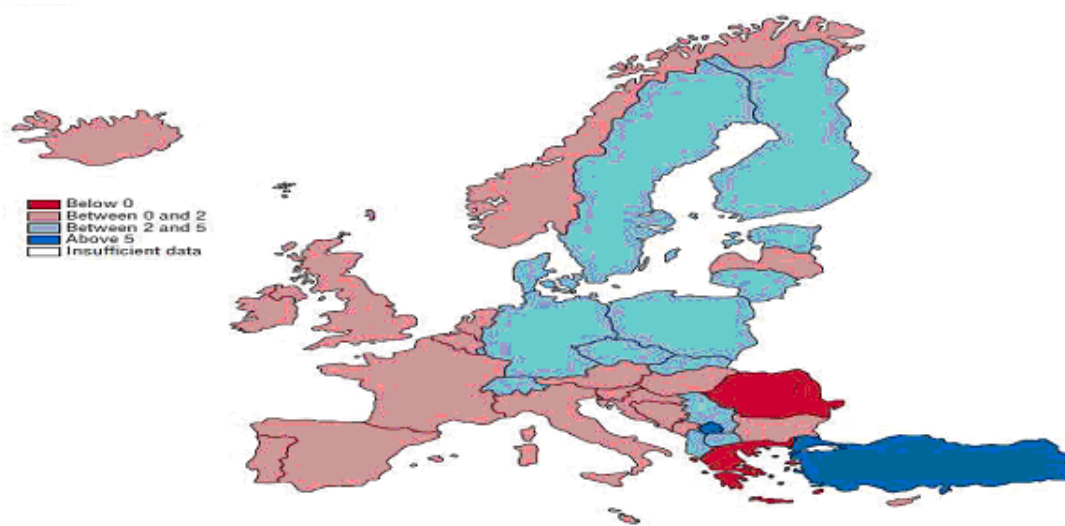 Below 0
Between 0 and 2
Between 2 and 5
Above 5
Insufficient data